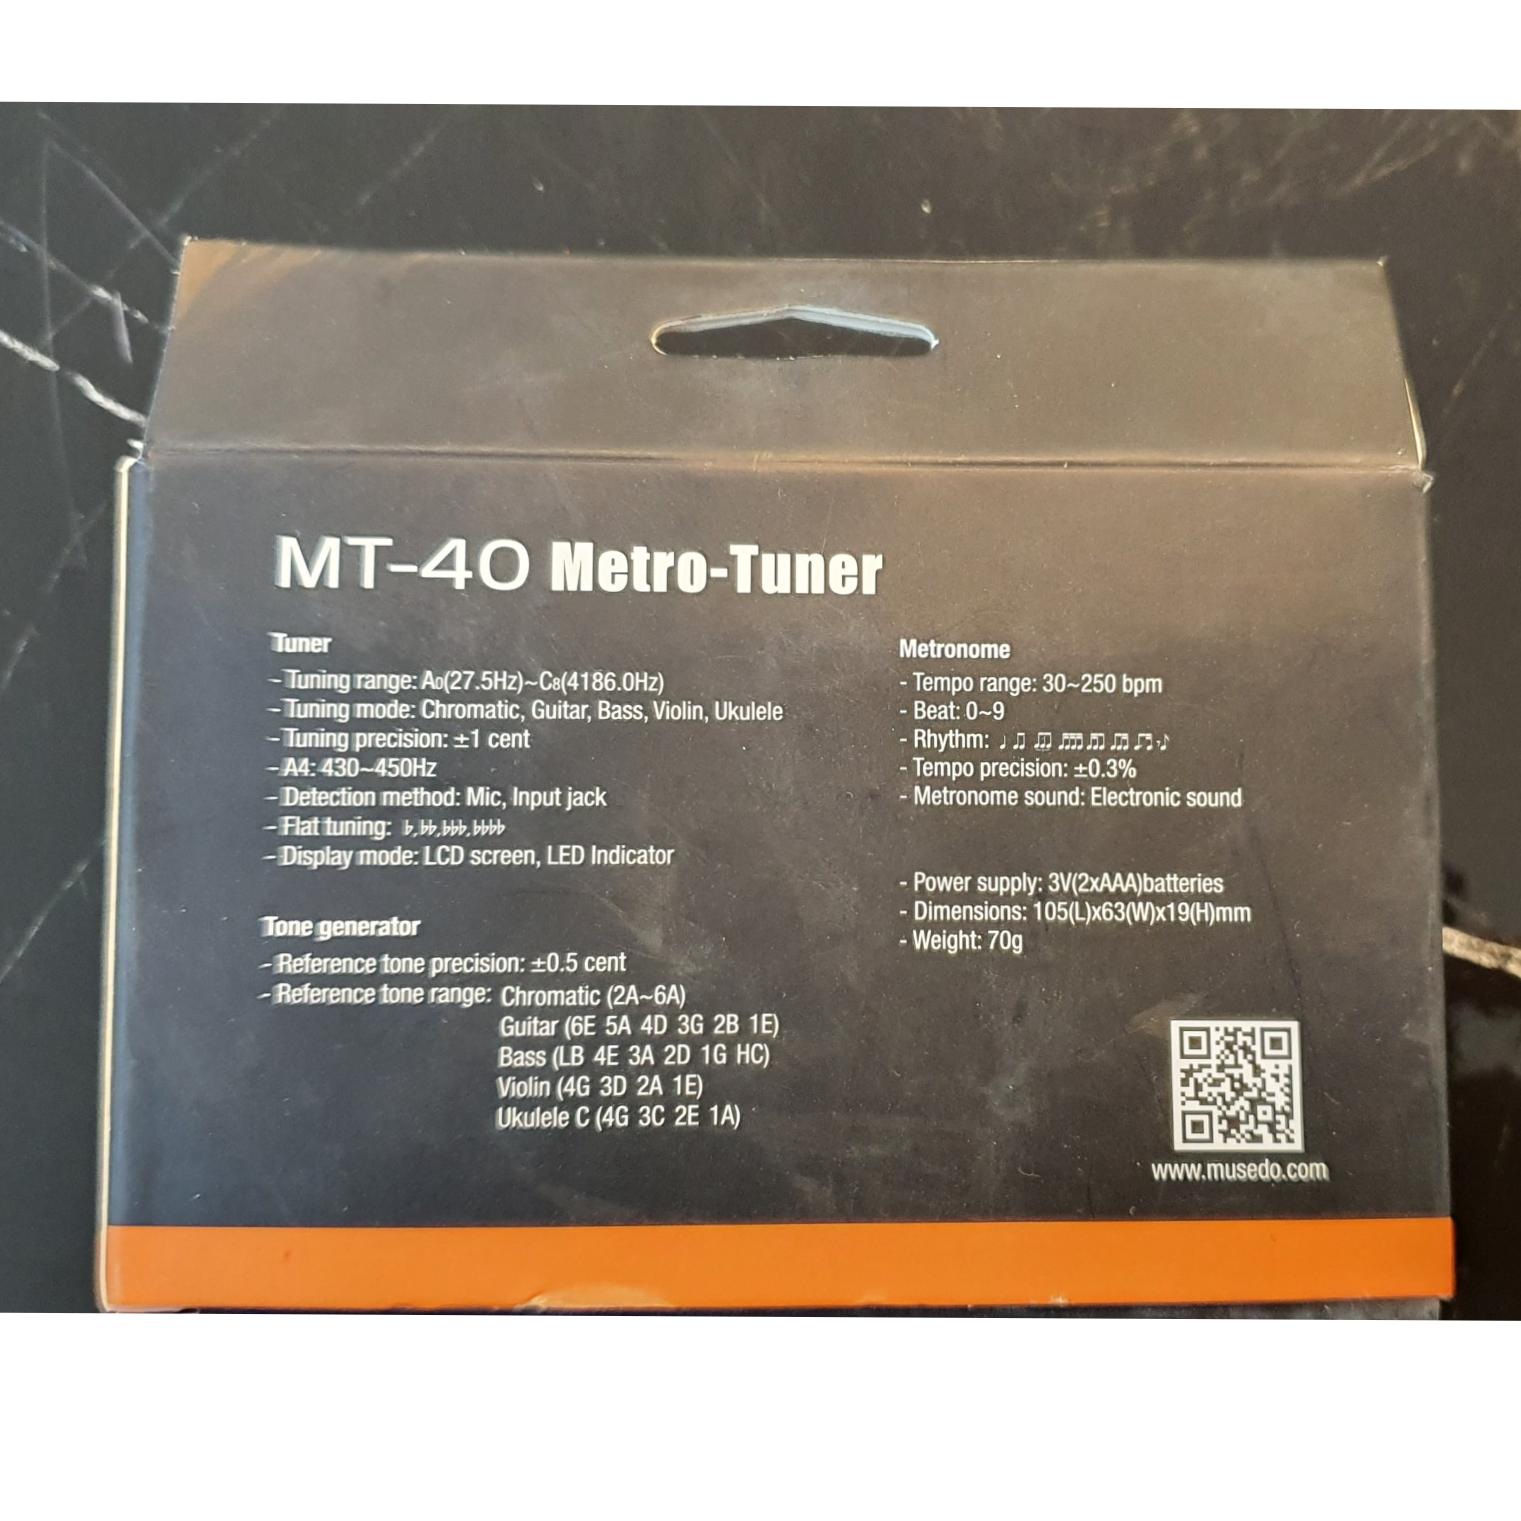 MT-40 Metro-Tuner
Tuner
- Tuning range: A0(27.5Hz)~C8(4186.0Hz)
- Tuning mode: Chromatic, Guitar, Bass, Violin, Ukulele
- Tuning precision: ±1 cent
- A4: 430~450Hz
- Detection method: Mic, Input jack
- Flat tuning: ♭,♭♭,♭♭♭,♭♭♭♭
- Display mode: LCD screen, LED Indicator
Tone generator
- Reference tone precision: ±0.5 cent
- Reference tone range: Chromatic (2A~6A)
Guitar (6E 5A 4D 3G 2B 1E)
Bass (LB 4E 3A 2D 1G HC)
Violin (4G 3D 2A 1E)
Ukulele C (4G 3C 2E 1A)
Metronome
- Tempo range: 30~250 bpm
- Beat: 0~9
- Rhythm:
- Tempo precision: ±0.3%
- Metronome sound: Electronic sound
- Power supply: 3V(2xAAA)batteries
- Dimensions: 105(L)x63(W)x19(H)mm
- Weight: 70g
www.musedo.com